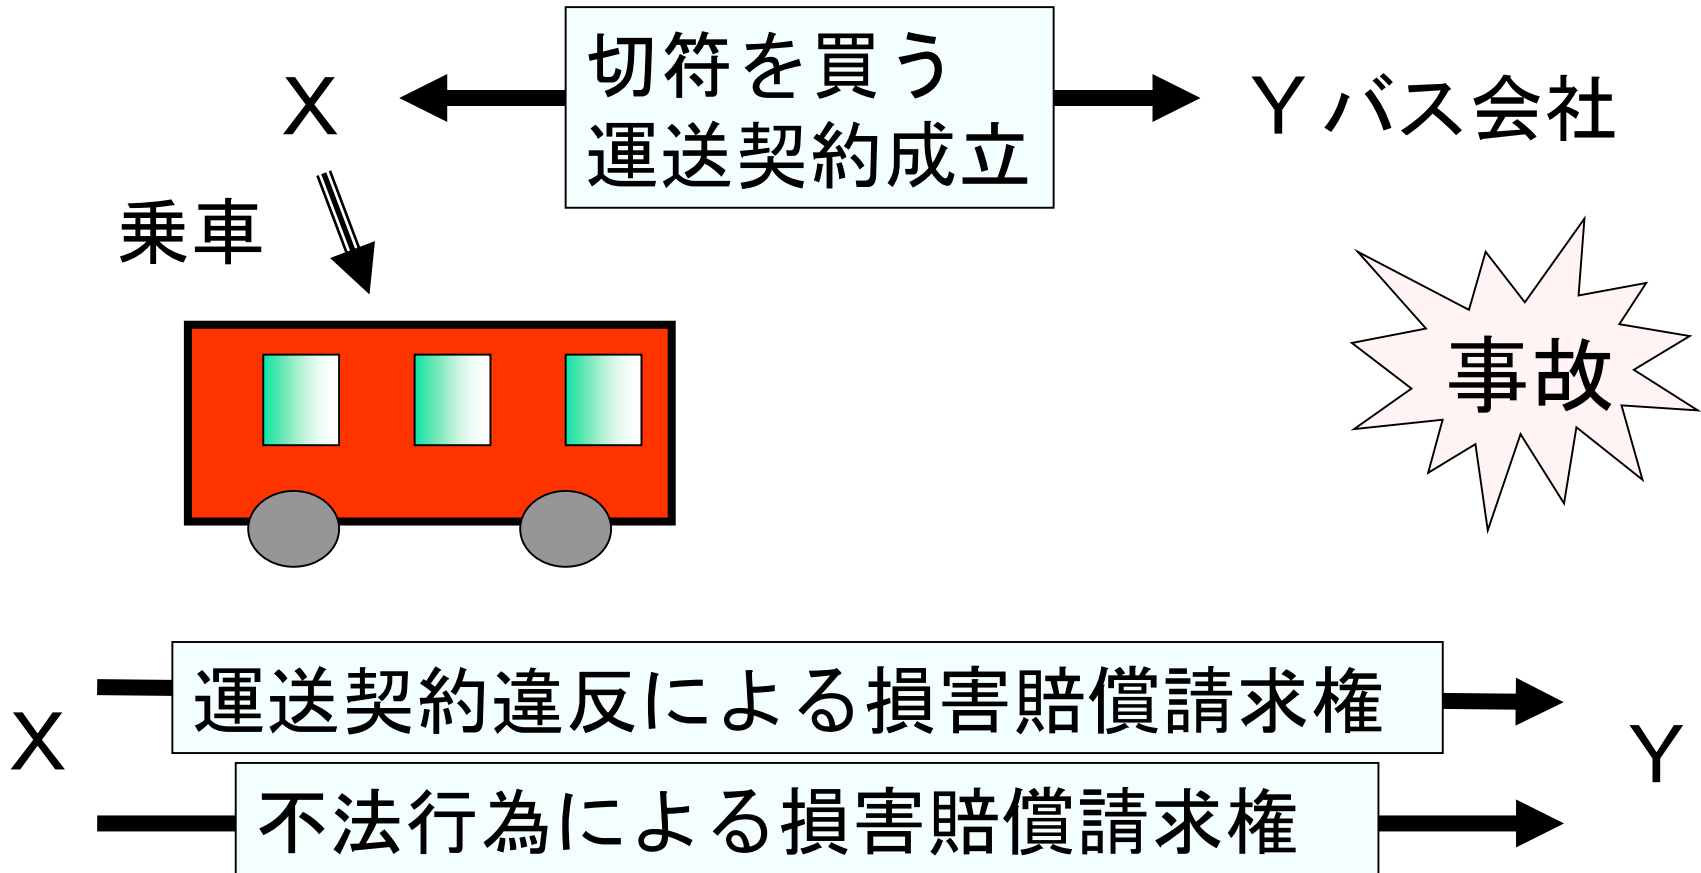 切符を買う
運送契約成立
X
Yバス会社
乗車
事故
運送契約違反による損害賠償請求権
X
Y
不法行為による損害賠償請求権